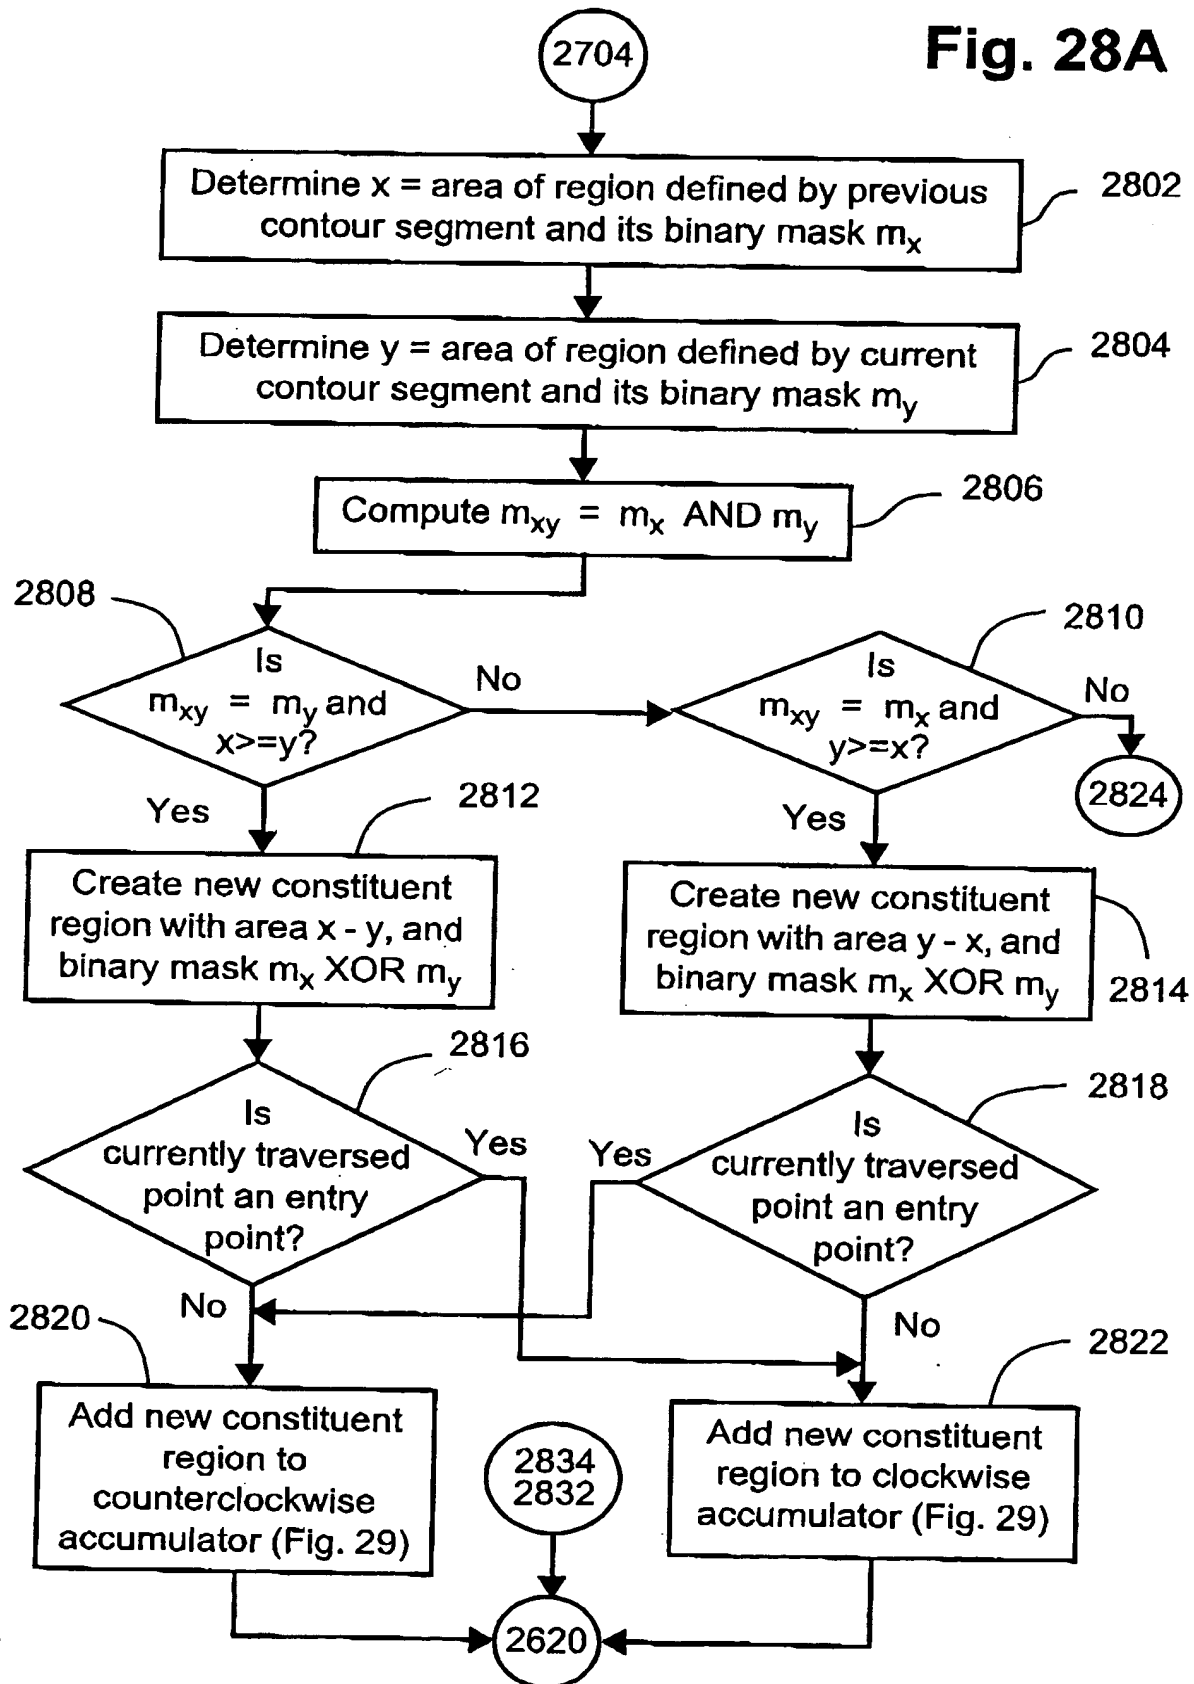 Fig. 28A
2704
Determine x = area of region defined by previous
contour segment and its binary mask mx
2802
Determine y = area of region defined by current
contour segment and its binary mask my
2804
Compute mxy = mx AND my
2806
2808
Is
mxy = my and
x>=y?
No
2810
Is
mxy = mx and
y>=x?
No
2824
Yes
2812
Yes
Create new constituent
region with area x - y, and
binary mask mx XOR my
Create new constituent
region with area y - x, and
binary mask mx XOR my
2814
2816
Is
currently traversed
point an entry
point?
Yes
2818
Yes
Is
currently traversed
point an entry
point?
No
2820
No
2822
Add new constituent
region to
counterclockwise
accumulator (Fig. 29)
2834
2832
Add new constituent
region to clockwise
accumulator (Fig. 29)
2620